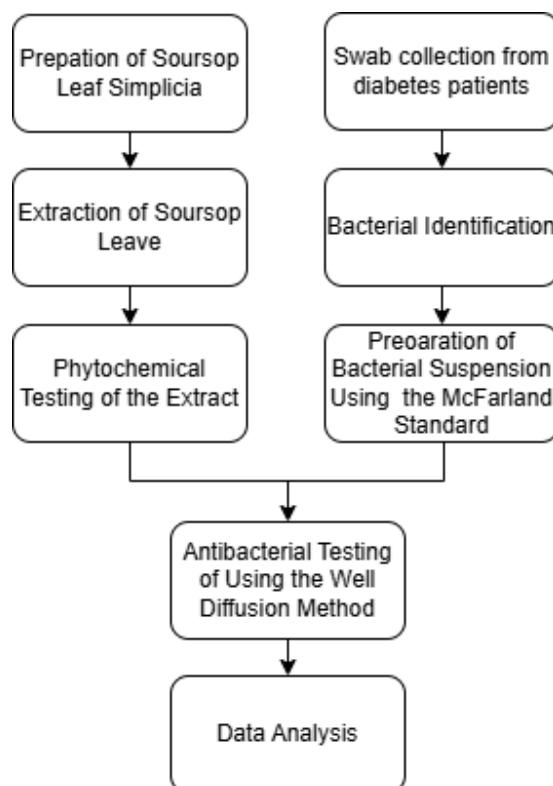 Prepation of Soursop
Leaf Simplicia
Swab collection from
diabetes patients
Extraction of Soursop
Leave
Bacterial Identification
Phytochemical
Testing of the Extract
Preoaration of
Bacterial Suspension
Using the McFarland
Standard
Antibacterial Testing
of Using the Well
Diffusion Method
Data Analysis